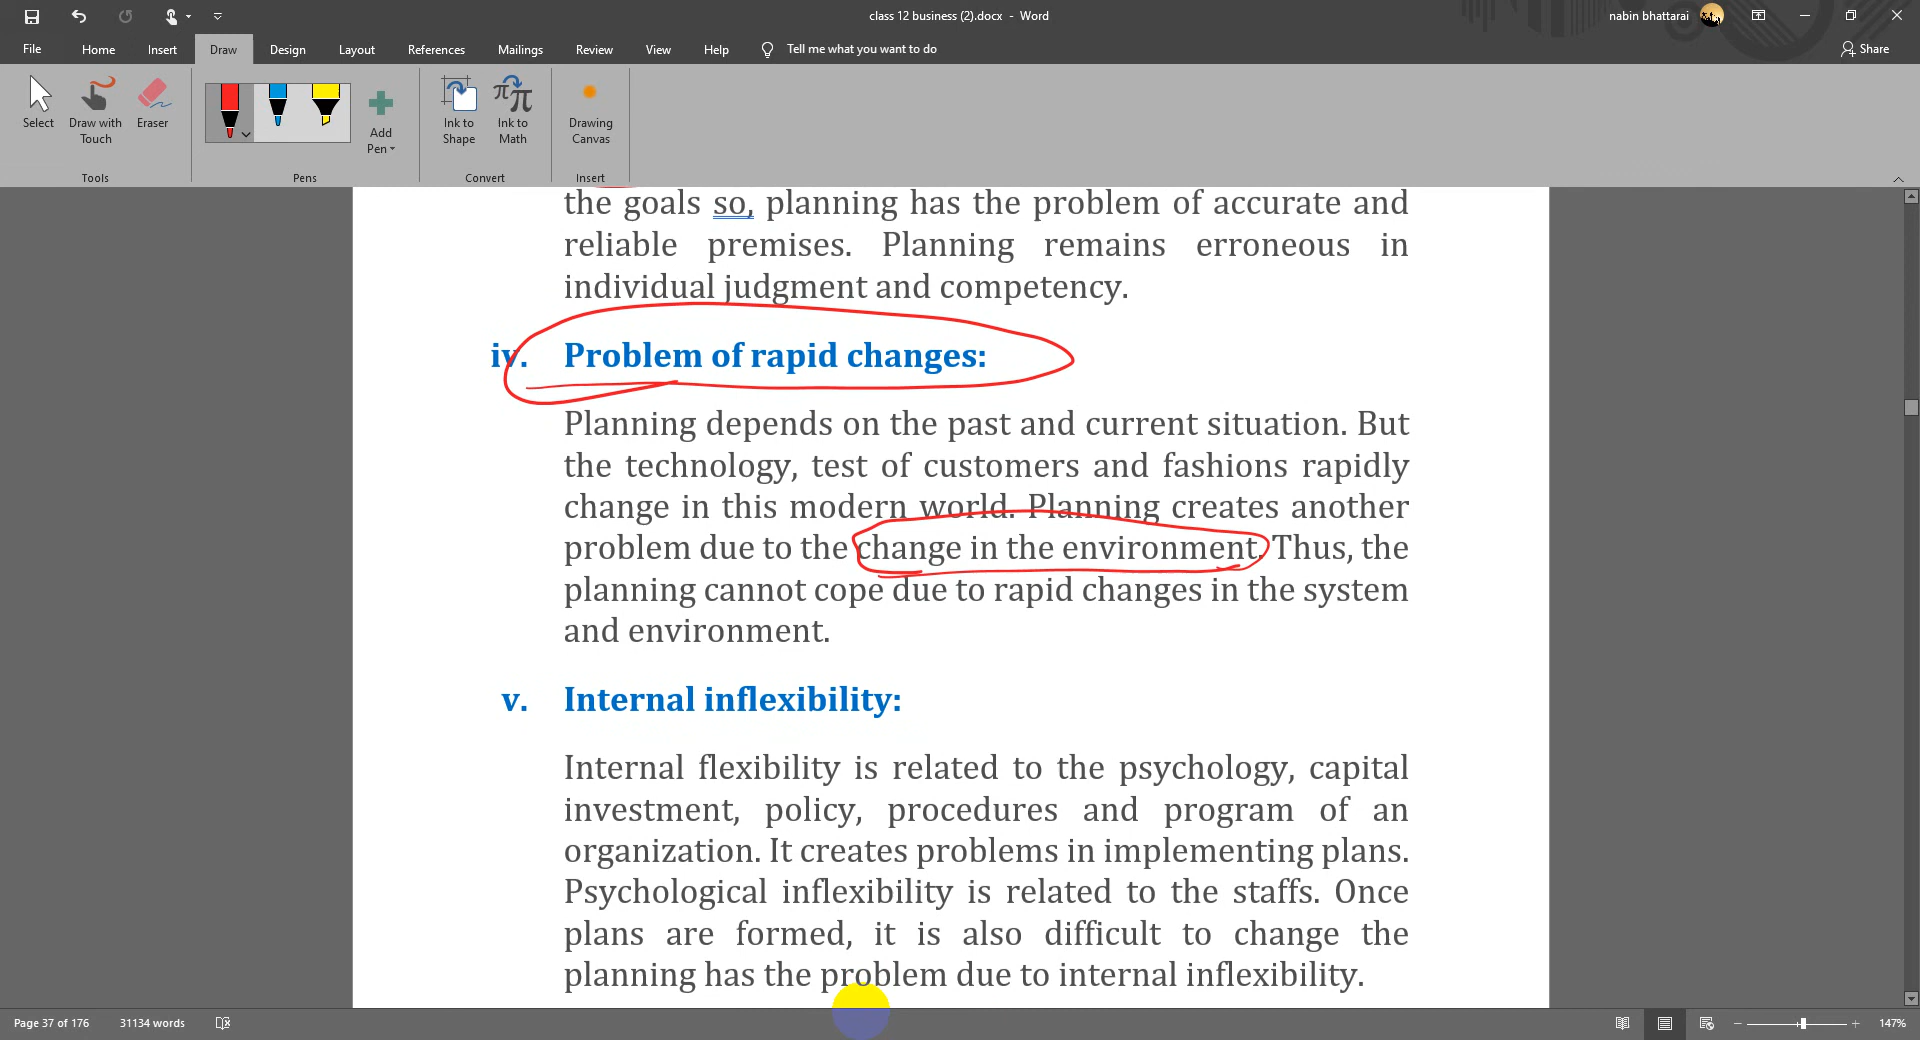 class 12 business (2).docx - Word
nabin bhattarai
File Home Insert Draw Design Layout References Mailings Review View Help Tell me what you want to do Share
Select Draw with Touch Eraser Add Pen Ink to Shape Ink to Math Drawing Canvas
Tools Pens Convert Insert
the goals so, planning has the problem of accurate and
reliable premises. Planning remains erroneous in
individual judgment and competency.
iv. Problem of rapid changes:
Planning depends on the past and current situation. But
the technology, test of customers and fashions rapidly
change in this modern world. Planning creates another
problem due to the change in the environment. Thus, the
planning cannot cope due to rapid changes in the system
and environment.
v. Internal inflexibility:
Internal flexibility is related to the psychology, capital
investment, policy, procedures and program of an
organization. It creates problems in implementing plans.
Psychological inflexibility is related to the staffs. Once
plans are formed, it is also difficult to change the
planning has the problem due to internal inflexibility.
Page 37 of 176 31134 words 147%